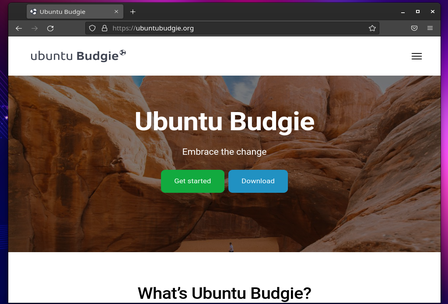 Ubuntu Budgie
https://ubuntubudgie.org
ubuntu Budgie
Ubuntu Budgie
Embrace the change
Get started
Download
What's Ubuntu Budgie?